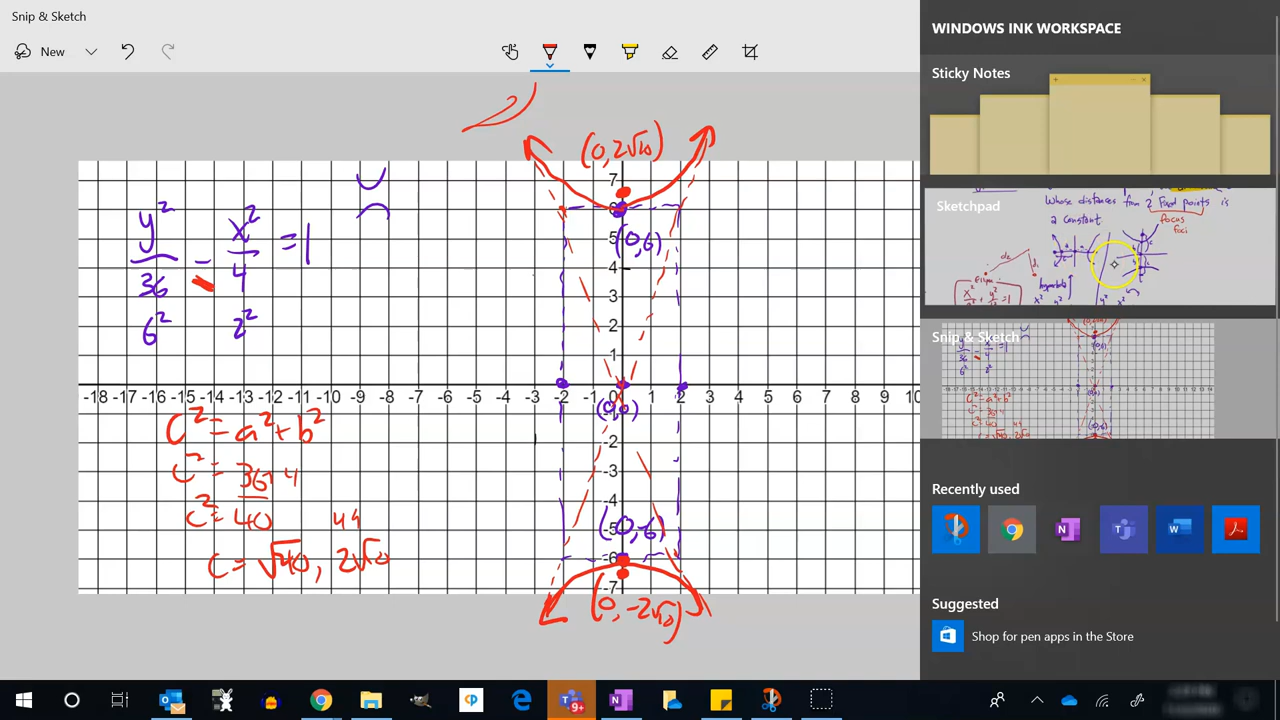 Snip & Sketch
New
WINDOWS INK WORKSPACE
Sticky Notes
Sketchpad
whose distances from 2 Fixed points is
a constant
focus
foci
Snip & Sketch
Recently used
Suggested
Shop for pen apps in the Store
(0, 2√10)
7
6
5
4
3
2
1
(0,6)
y² / 36 - x² / 4 = 1
6² 2²
-18 -17 -16 -15 -14 -13 -12 -11 -10 -9 -8 -7 -6 -5 -4 -3 -2 -1 0 1 2 3 4 5 6 7 8 9 10
(0,0)
-1
-2
-3
-4
-5
-6
-7
c² = a² + b²
c² = 36+4
c² = 40
44
c = √40, 2√10
(0,-6)
(0, -2√10)
9+